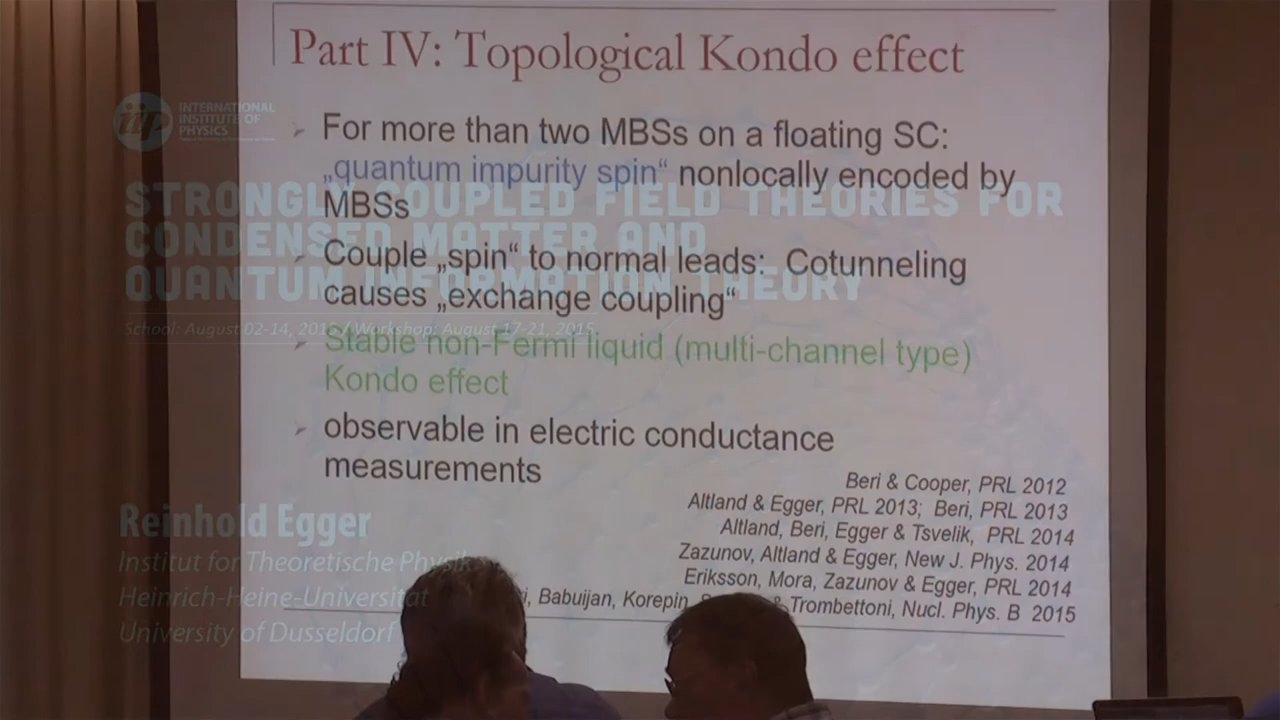 Part IV: Topological Kondo effect
For more than two MBSs on a floating SC:
„quantum impurity spin“ nonlocally encoded by
MBSs
Couple „spin“ to normal leads: Cotunneling
causes „exchange coupling“
Stable non-Fermi liquid (multi-channel type)
Kondo effect
observable in electric conductance
measurements
Beri & Cooper, PRL 2012
Altland & Egger, PRL 2013; Beri, PRL 2013
Altland, Beri, Egger & Tsvelik, PRL 2014
Zazunov, Altland & Egger, New J. Phys. 2014
Eriksson, Mora, Zazunov & Egger, PRL 2014
Babuijan, Korepin, & Trombettoni, Nucl. Phys. B 2015
iip
INTERNATIONAL
INSTITUTE OF
PHYSICS
STRONGLY COUPLED FIELD THEORIES FOR
CONDENSED MATTER AND
QUANTUM INFORMATION THEORY
School: August 02-14, 2015 / Workshop: August 17-21, 2015
Reinhold Egger
Institut for Theoretische Physik
Heinrich-Heine-Universitat
University of Dusseldorf